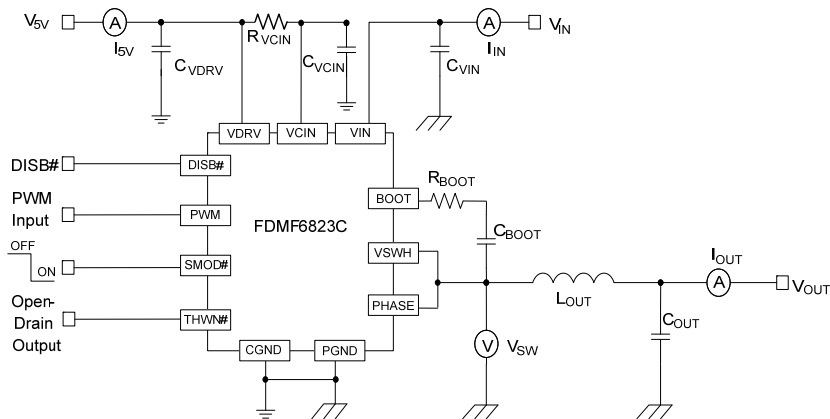 V5V
A
I5V
CVDRV
RVCIN
CVCIN
CVIN
A
IIN
VIN
VDRV
VCIN
VIN
DISB#
DISB#
PWM
Input
PWM
OFF
ON
SMOD#
Open-
Drain
Output
THWN#
FDMF6823C
BOOT
RBOOT
CBOOT
VSWH
PHASE
CGND
PGND
V
VSW
LOUT
COUT
IOUT
A
VOUT